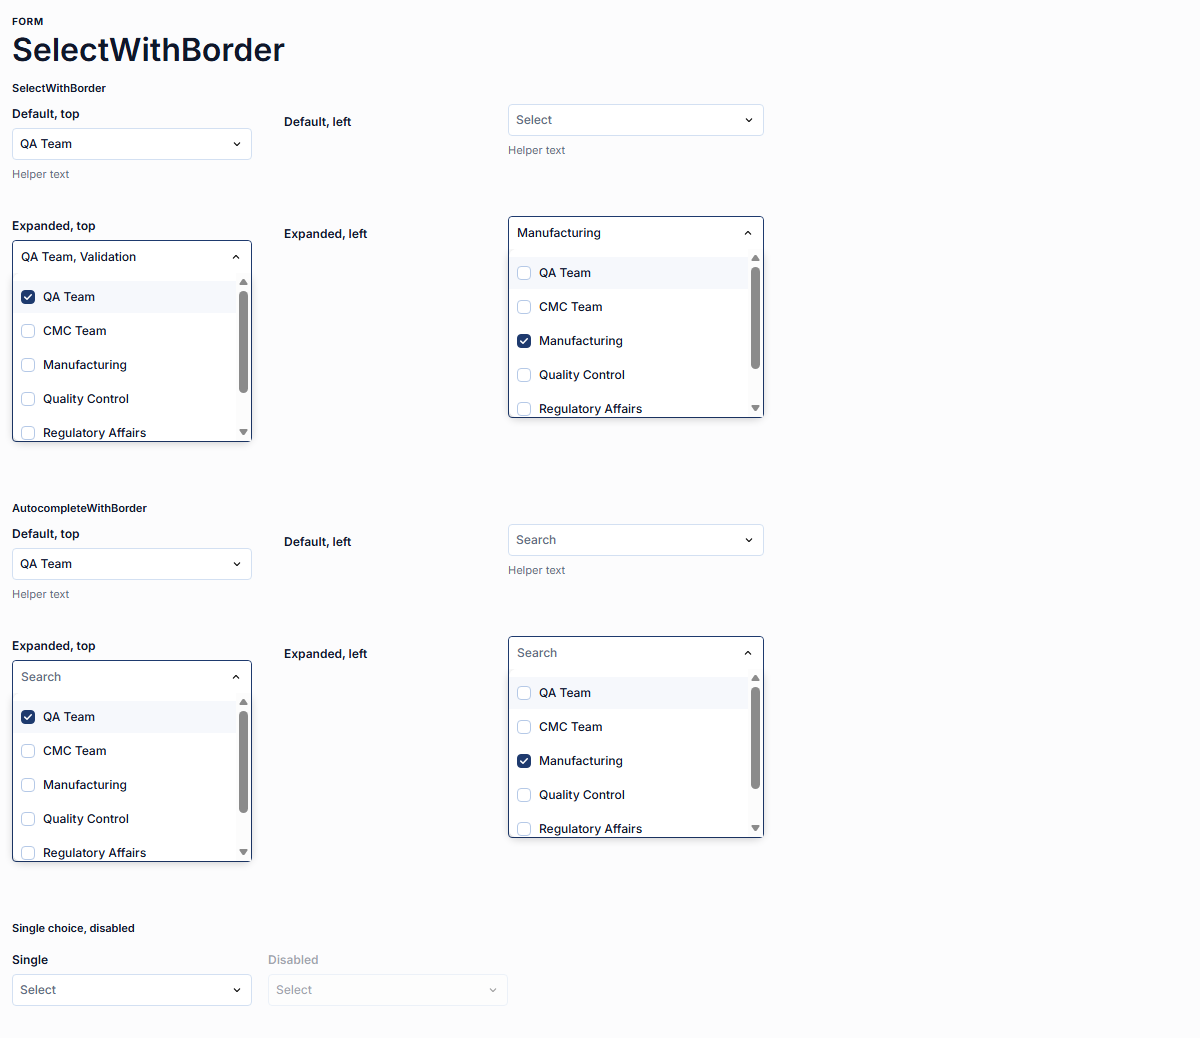 FORM
SelectWithBorder
SelectWithBorder
Default, top
QA Team
Helper text
Default, left
Select
Helper text
Expanded, top
QA Team, Validation
QA Team
CMC Team
Manufacturing
Quality Control
Regulatory Affairs
Expanded, left
Manufacturing
QA Team
CMC Team
Manufacturing
Quality Control
Regulatory Affairs
AutocompleteWithBorder
Default, top
QA Team
Helper text
Default, left
Search
Helper text
Expanded, top
Search
QA Team
CMC Team
Manufacturing
Quality Control
Regulatory Affairs
Expanded, left
Search
QA Team
CMC Team
Manufacturing
Quality Control
Regulatory Affairs
Single choice, disabled
Single
Select
Disabled
Select